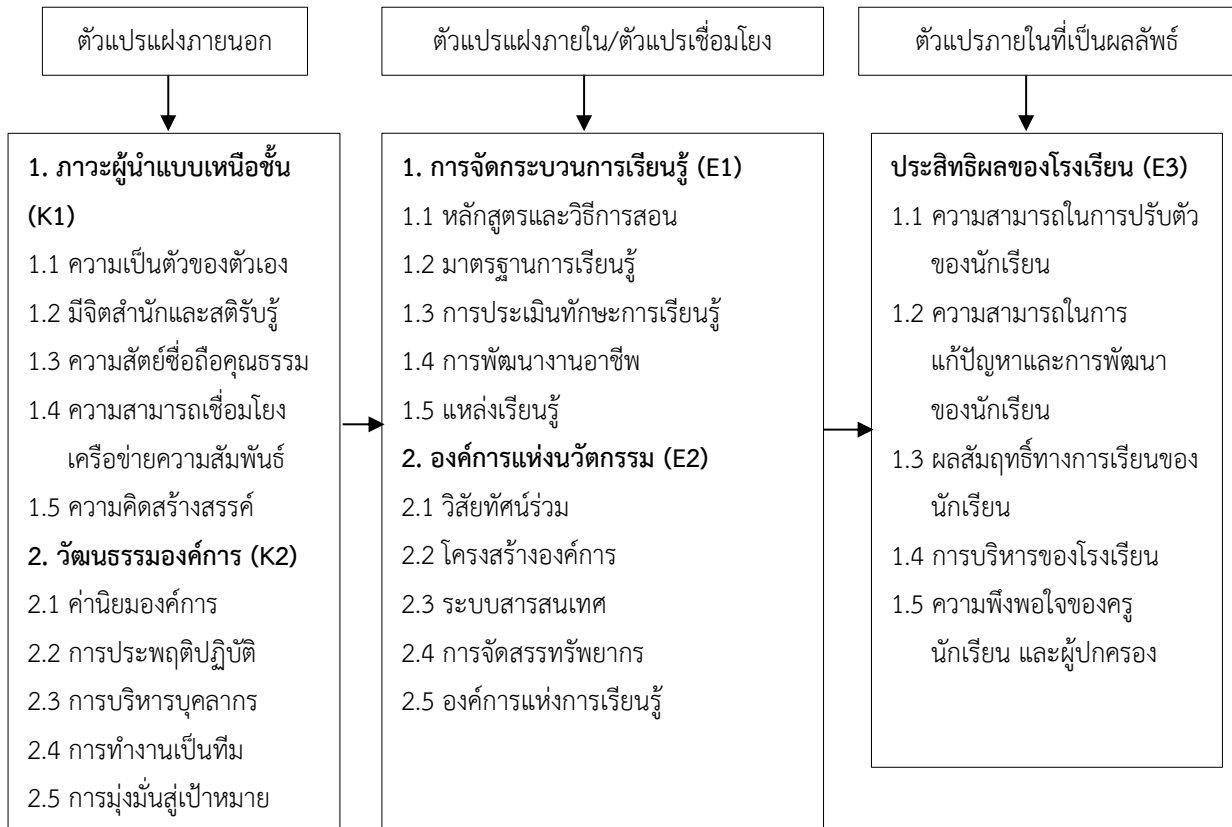 ตัวแปรแฝงภายนอก
ตัวแปรแฝงภายใน/ตัวแปรเชื่อมโยง
ตัวแปรภายในที่เป็นผลลัพธ์
1. ภาวะผู้นำแบบเหนือชั้น
(K1)
1.1 ความเป็นตัวของตัวเอง
1.2 มีจิตสำนักและสติรับรู้
1.3 ความสัตย์ซื่อถือคุณธรรม
1.4 ความสามารถเชื่อมโยง
เครือข่ายความสัมพันธ์
1.5 ความคิดสร้างสรรค์
2. วัฒนธรรมองค์การ (K2)
2.1 ค่านิยมองค์การ
2.2 การประพฤติปฏิบัติ
2.3 การบริหารบุคลากร
2.4 การทำงานเป็นทีม
2.5 การมุ่งมั่นสู่เป้าหมาย
1. การจัดกระบวนการเรียนรู้ (E1)
1.1 หลักสูตรและวิธีการสอน
1.2 มาตรฐานการเรียนรู้
1.3 การประเมินทักษะการเรียนรู้
1.4 การพัฒนางานอาชีพ
1.5 แหล่งเรียนรู้
2. องค์การแห่งนวัตกรรม (E2)
2.1 วิสัยทัศน์ร่วม
2.2 โครงสร้างองค์การ
2.3 ระบบสารสนเทศ
2.4 การจัดสรรทรัพยากร
2.5 องค์การแห่งการเรียนรู้
ประสิทธิผลของโรงเรียน (E3)
1.1 ความสามารถในการปรับตัว
ของนักเรียน
1.2 ความสามารถในการ
แก้ปัญหาและการพัฒนา
ของนักเรียน
1.3 ผลสัมฤทธิ์ทางการเรียนของ
นักเรียน
1.4 การบริหารของโรงเรียน
1.5 ความพึงพอใจของครู
นักเรียน และผู้ปกครอง